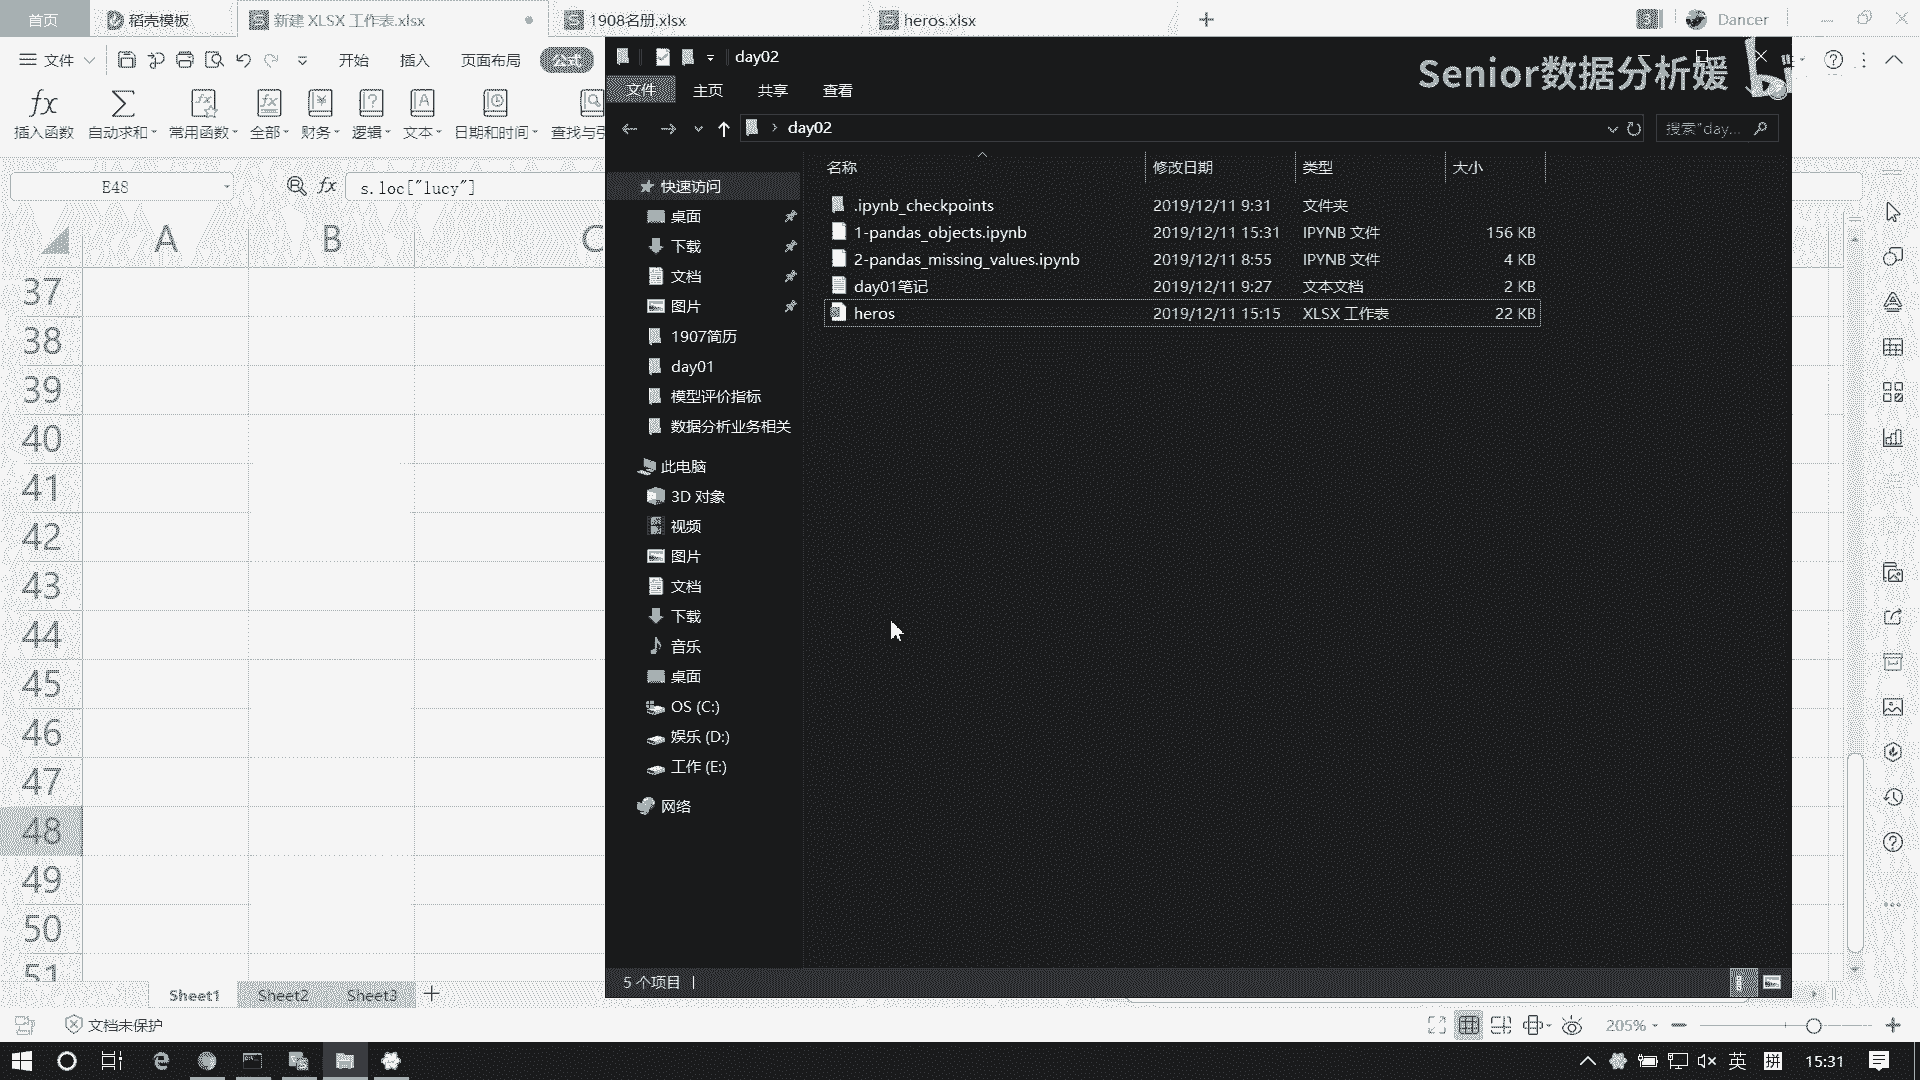 首页
稻壳模板
新建 XLSX 工作表.xlsx
1908名册.xlsx
heros.xlsx
3
Dancer
文件
开始
插入
页面布局
公式
插入函数
自动求和
常用函数
全部
财务
逻辑
文本
日期和时间
查找与引
E48
fx
s.loc["lucy"]
A
B
C
37
38
39
40
41
42
43
44
45
46
47
48
49
50
51
day02
Senior数据分析媛
文件
主页
共享
查看
day02
搜索"day...
名称
修改日期
类型
大小
.ipynb_checkpoints 2019/12/11 9:31 文件夹
1-pandas_objects.ipynb 2019/12/11 15:31 IPYNB 文件 156 KB
2-pandas_missing_values.ipynb 2019/12/11 8:55 IPYNB 文件 4 KB
day01笔记 2019/12/11 9:27 文本文档 2 KB
heros 2019/12/11 15:15 XLSX 工作表 22 KB
快速访问
桌面
下载
文档
图片
1907简历
day01
模型评价指标
数据分析业务相关
此电脑
3D 对象
视频
图片
文档
下载
音乐
桌面
OS (C:)
娱乐 (D:)
工作 (E:)
网络
5 个项目
Sheet1
Sheet2
Sheet3
文档未保护
205%
英
拼
15:31